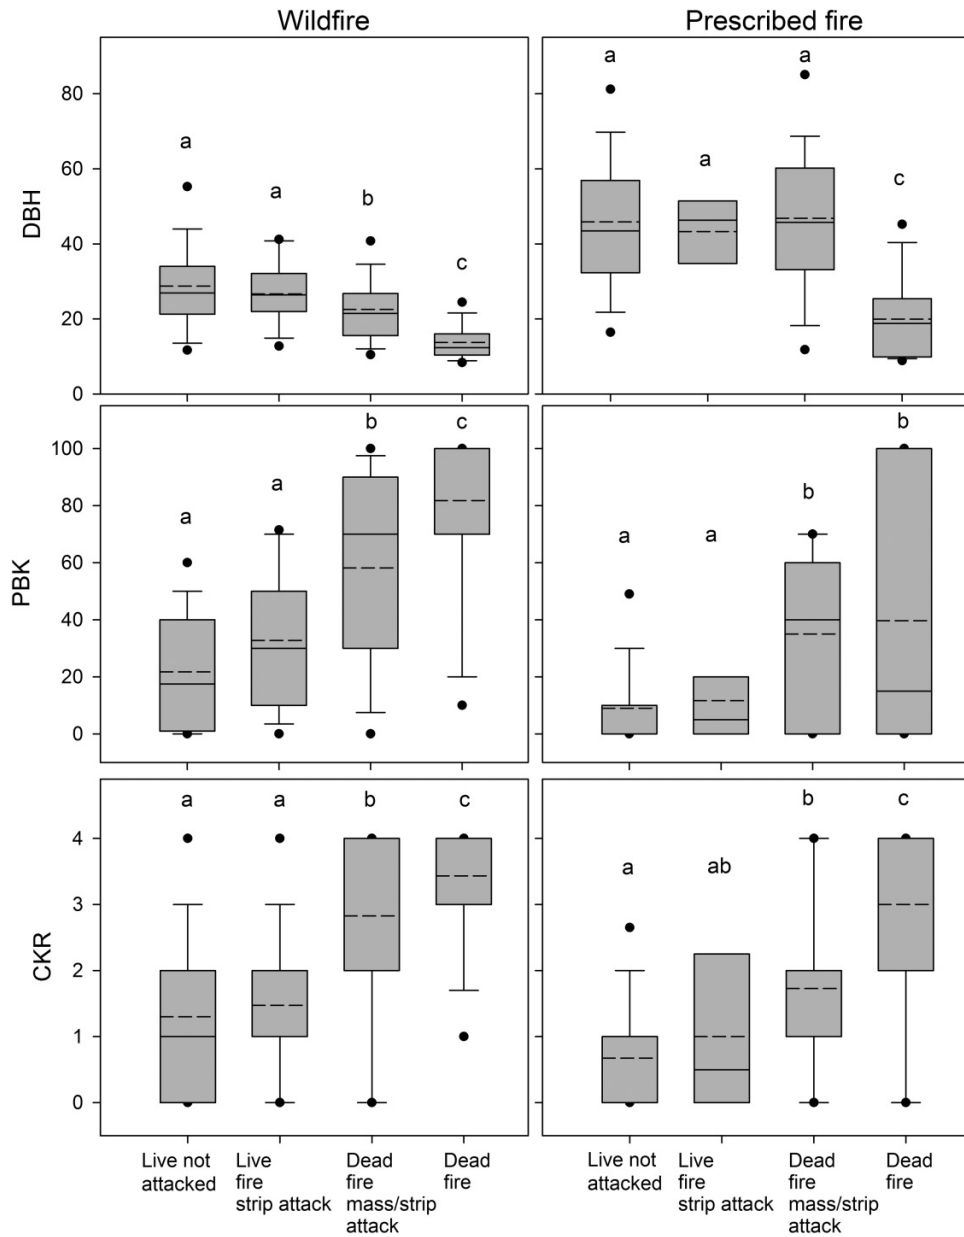 Wildfire Prescribed fire
a a b c a a a c
DBH
80
60
40
20
0
a a b c a a b b
PBK
100
80
60
40
20
0
a a b c a ab b c
CKR
4
3
2
1
0
Live not attacked
Live fire strip attack
Dead fire mass/strip attack
Dead fire
Live not attacked
Live fire strip attack
Dead fire mass/strip attack
Dead fire